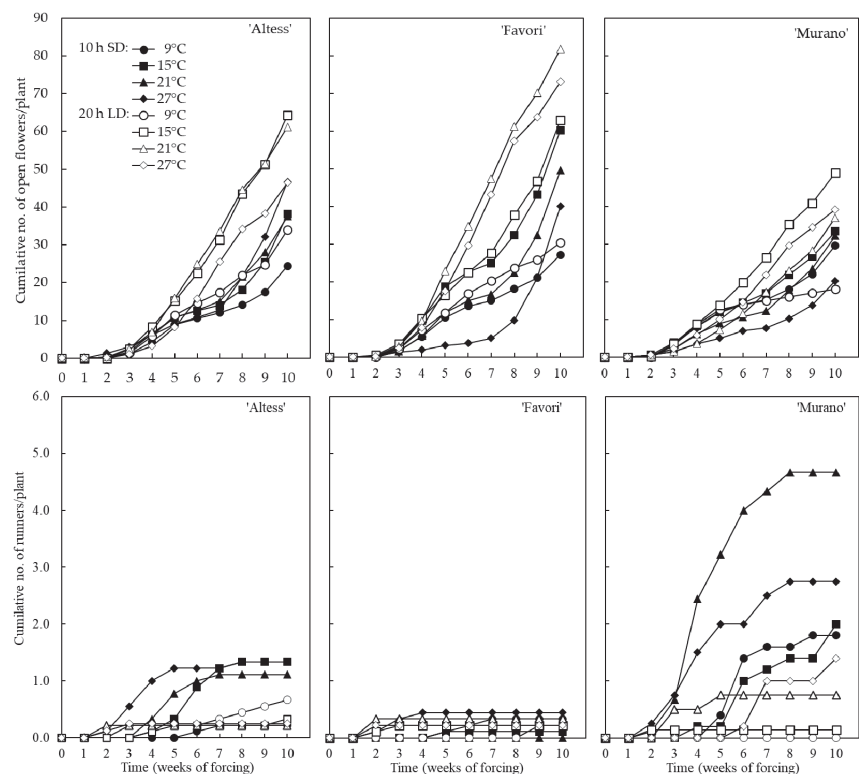 'Altess'
'Favori'
'Murano'
10 h SD: 9°C
15°C
21°C
27°C
20 h LD: 9°C
15°C
21°C
27°C
Cumilative no. of open flowers/plant
90
80
70
60
50
40
30
20
10
0
0 1 2 3 4 5 6 7 8 9 10
0 1 2 3 4 5 6 7 8 9 10
0 1 2 3 4 5 6 7 8 9 10
'Altess'
'Favori'
'Murano'
Cumilative no. of runners/plant
6.0
5.0
4.0
3.0
2.0
1.0
0.0
0 1 2 3 4 5 6 7 8 9 10
0 1 2 3 4 5 6 7 8 9 10
0 1 2 3 4 5 6 7 8 9 10
Time (weeks of forcing)
Time (weeks of forcing)
Time (weeks of forcing)